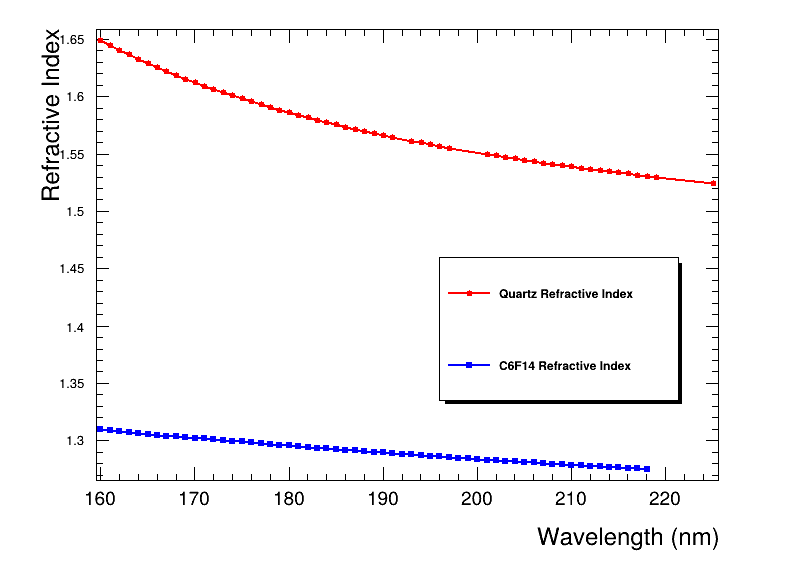 Refractive Index
1.65
1.6
1.55
1.5
1.45
1.4
1.35
1.3
Quartz Refractive Index
C6F14 Refractive Index
160 170 180 190 200 210 220
Wavelength (nm)